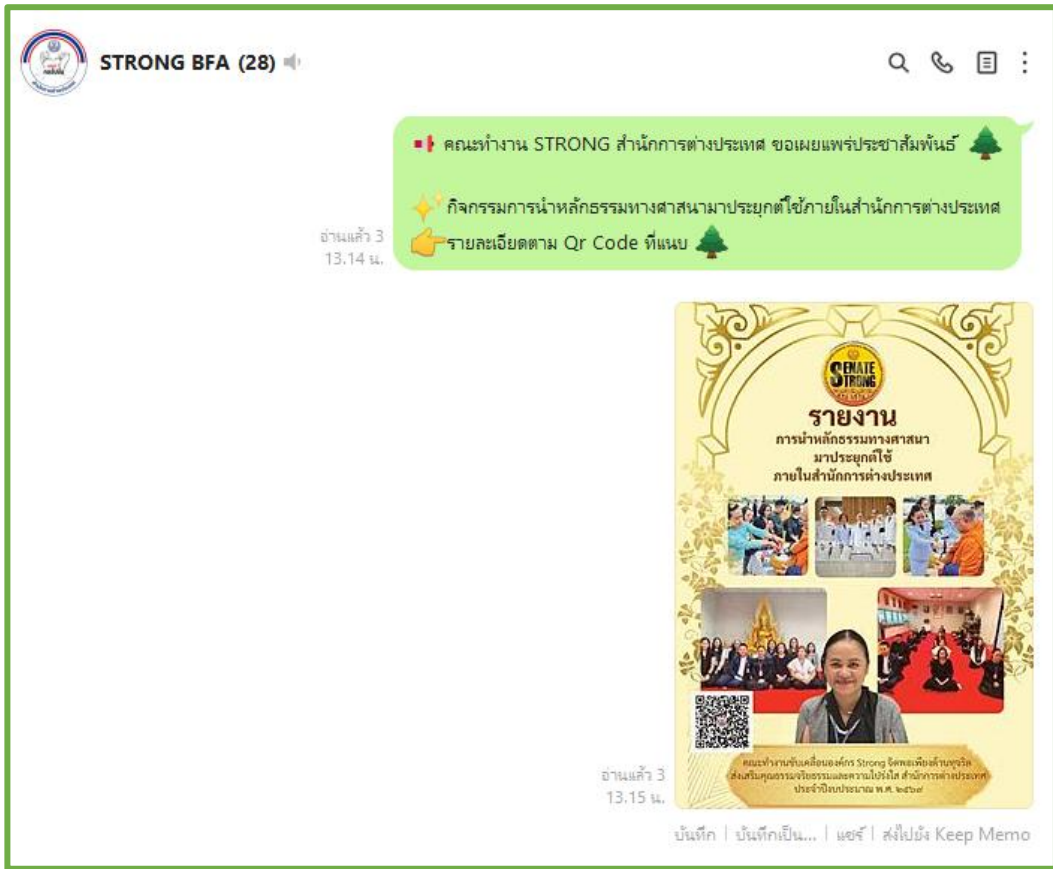 STRONG BFA (28)
คณะทำงาน STRONG สำนักการต่างประเทศ ขอเผยแพร่ประชาสัมพันธ์
กิจกรรมการนำหลักธรรมทางศาสนามาประยุกต์ใช้ภายในสำนักการต่างประเทศ
รายละเอียดตาม Qr Code ที่แนบ
อ่านแล้ว 3
13.14 น.
SENATE
STRONG
รายงาน
การนำหลักธรรมทางศาสนา
มาประยุกต์ใช้
ภายในสำนักการต่างประเทศ
คณะทำงานขับเคลื่อนองค์กร Strong จิตพอเพียงต้านทุจริต
ส่งเสริมคุณธรรมจริยธรรมและความโปร่งใส สำนักการต่างประเทศ
ประจำปีงบประมาณ พ.ศ. ๒๕๖๙
อ่านแล้ว 3
13.15 น.
บันทึก | บันทึกเป็น... | แชร์ | ส่งไปยัง Keep Memo